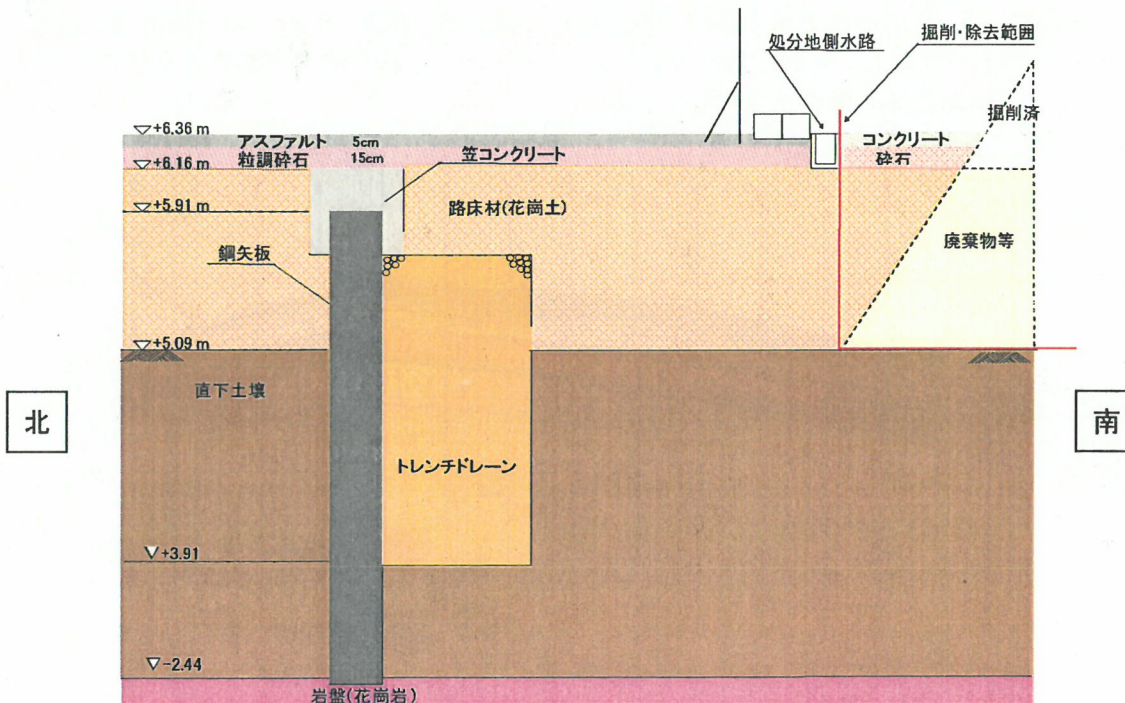 掘削・除去範囲
処分地側水路
掘削済
▽+6.36 m
アスファルト 5cm
粒調砕石 15cm
▽+6.16 m
笠コンクリート
コンクリート
砕石
▽+5.91 m
路床材(花崗土)
廃棄物等
鋼矢板
▽+5.09 m
直下土壌
北
南
トレンチドレーン
▽+3.91
▽-2.44
岩盤(花崗岩)